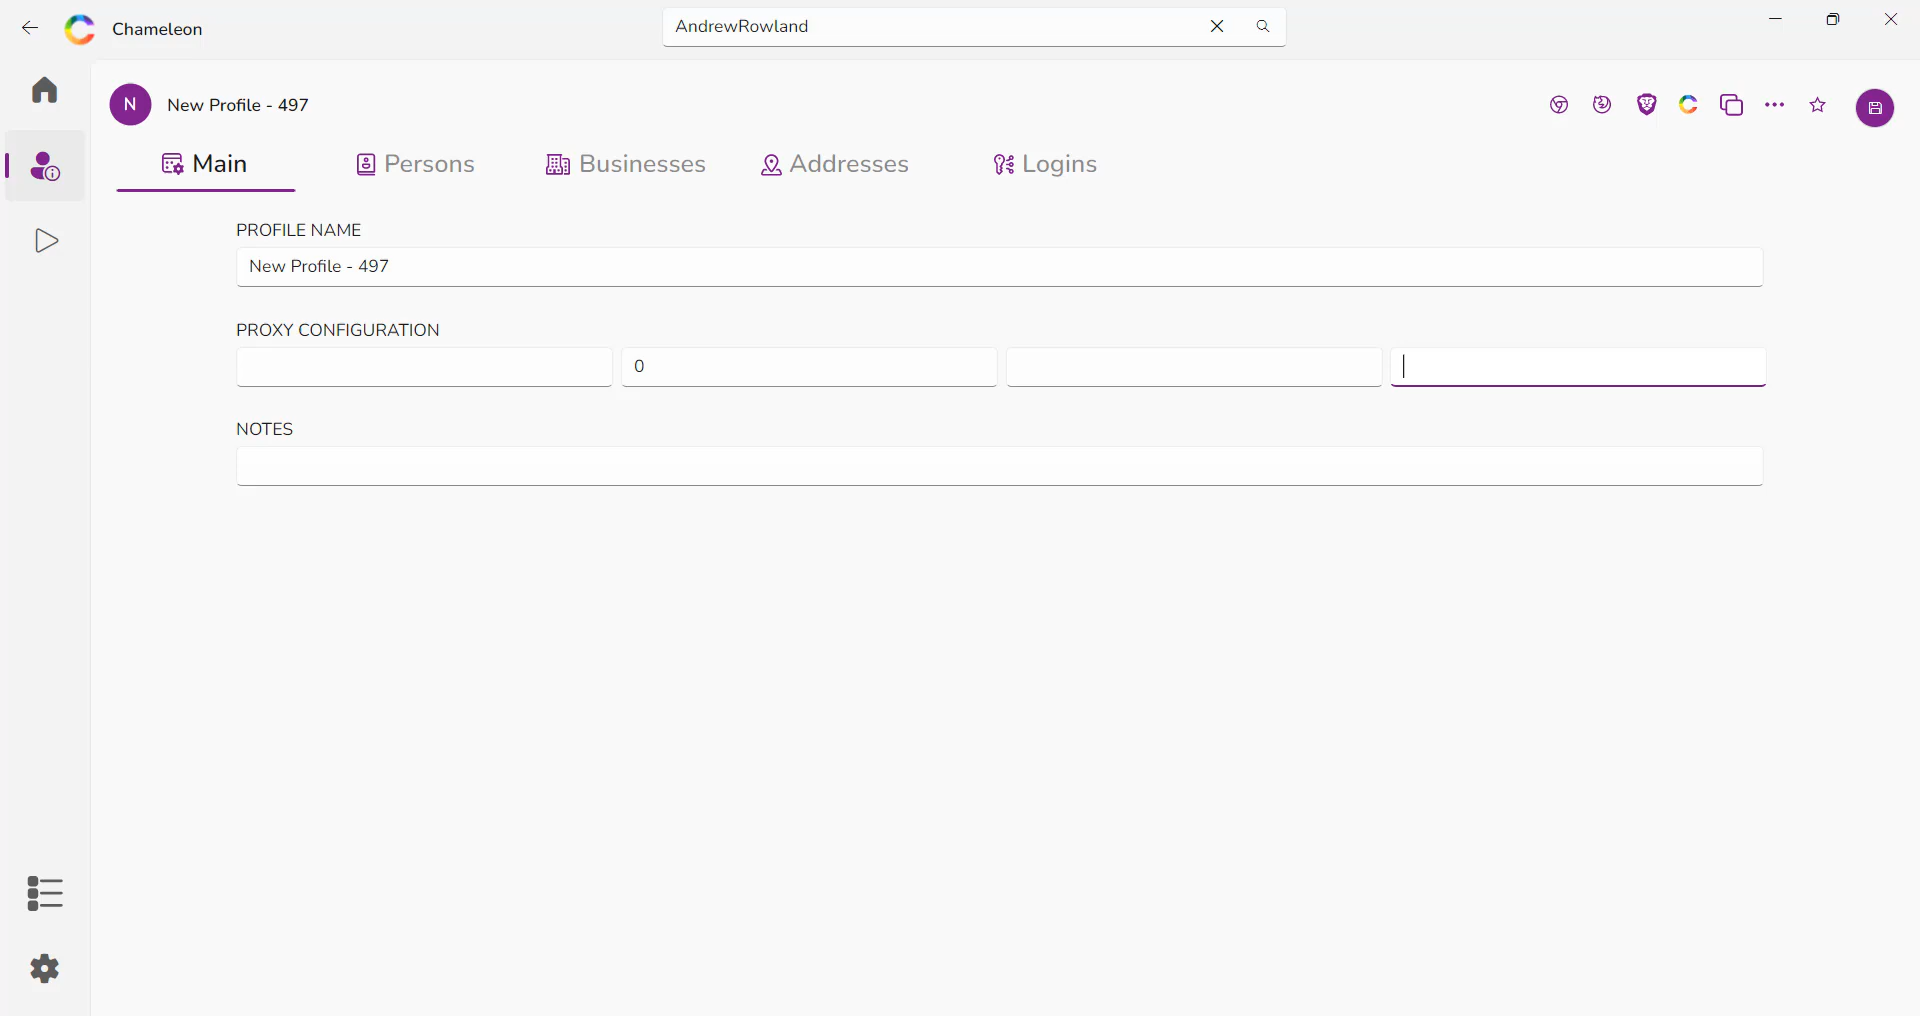 Chameleon
AndrewRowland
N
New Profile - 497
Main
Persons
Businesses
Addresses
Logins
PROFILE NAME
New Profile - 497
PROXY CONFIGURATION
0
NOTES